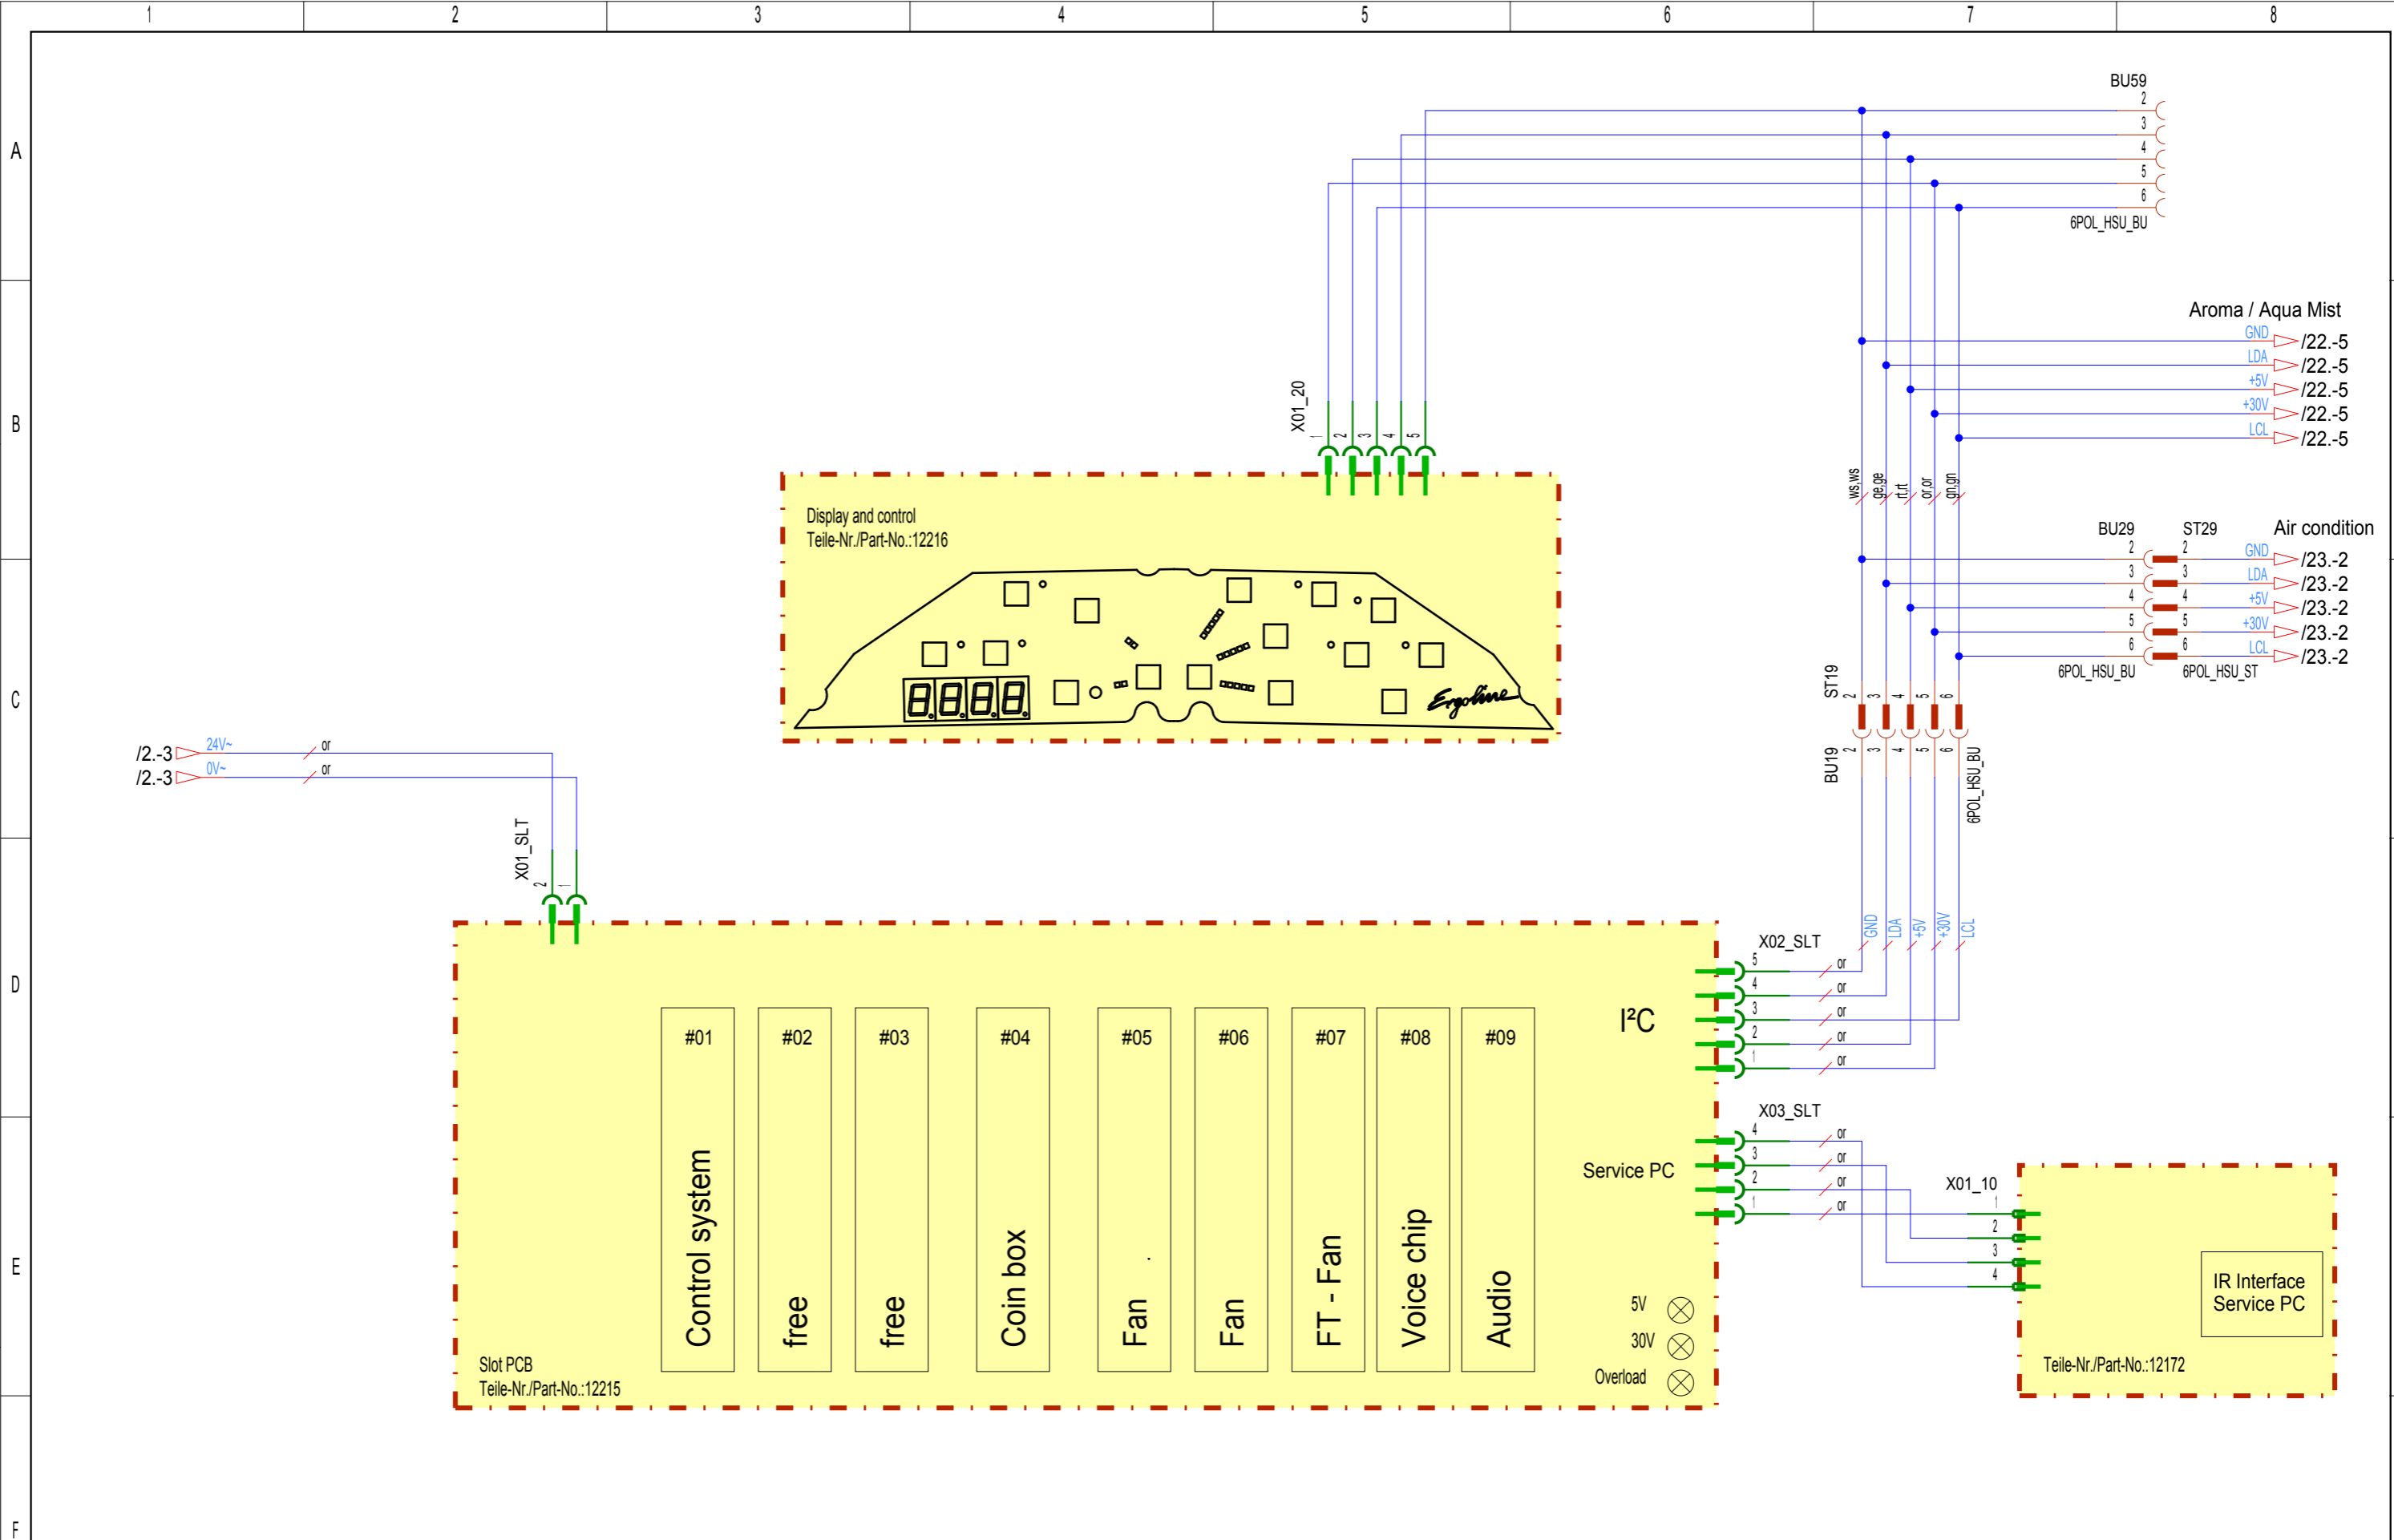 1 2 3 4 5 6 7 8
A
BU59
2
3
4
5
6
6POL_HSU_BU
Aroma / Aqua Mist
GND /22.-5
LDA /22.-5
+5V /22.-5
+30V /22.-5
LCL /22.-5
B
X01_20
1 2 3 4 5
ws,ws ge,ge rt,rt or,or gn,gn
Display and control
Teile-Nr./Part-No.:12216
8.8.8.8.
Ergoline
BU29 ST29 Air condition
2 2 GND /23.-2
3 3 LDA /23.-2
4 4 +5V /23.-2
5 5 +30V /23.-2
6 6 LCL /23.-2
6POL_HSU_BU 6POL_HSU_ST
C
ST19
2 3 4 5 6
BU19
2 3 4 5 6
6POL_HSU_BU
/2.-3 24V~ or
/2.-3 0V~ or
X01_SLT
2 1
GND LDA +5V +30V LCL
D
X02_SLT
I²C
5 or
4 or
3 or
2 or
1 or
#01 #02 #03 #04 #05 #06 #07 #08 #09
Control system
free
free
Coin box
Fan
Fan
FT - Fan
Voice chip
Audio
X03_SLT
Service PC
4 or
3 or
2 or
1 or
X01_10
1
2
3
4
E
IR Interface
Service PC
Teile-Nr./Part-No.:12172
5V
30V
Overload
Slot PCB
Teile-Nr./Part-No.:12215
F